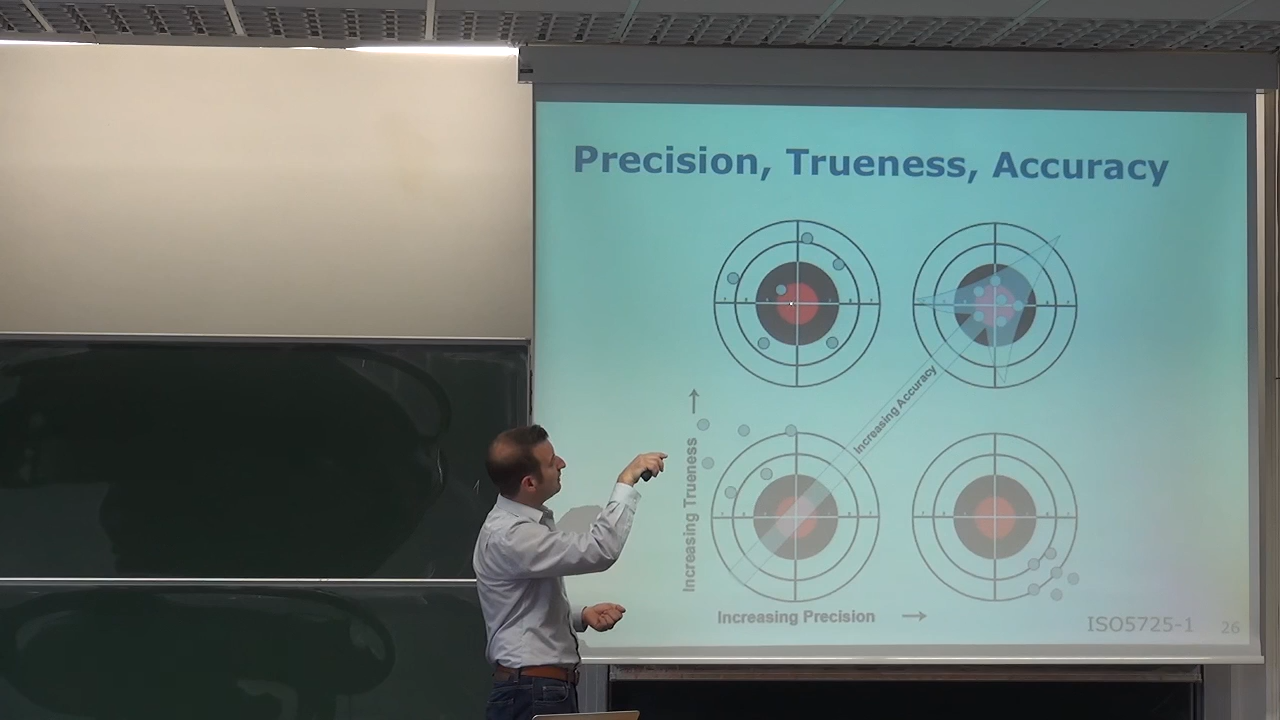 Precision, Trueness, Accuracy
Increasing Accuracy
Increasing Trueness
Increasing Precision
ISO5725-1
26